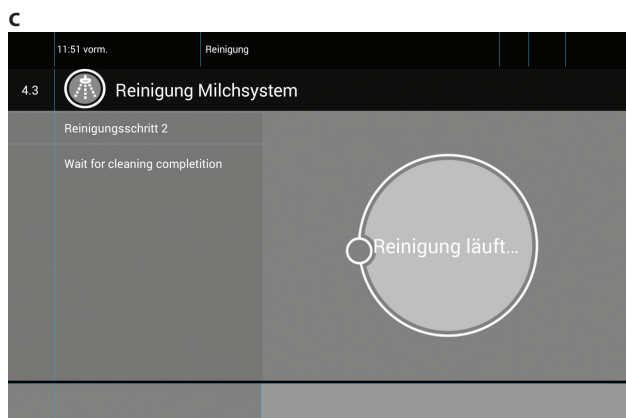 C
11:51 vorm.
Reinigung
4.3
Reinigung Milchsystem
Reinigungsschritt 2
Wait for cleaning completition
Reinigung läuft...